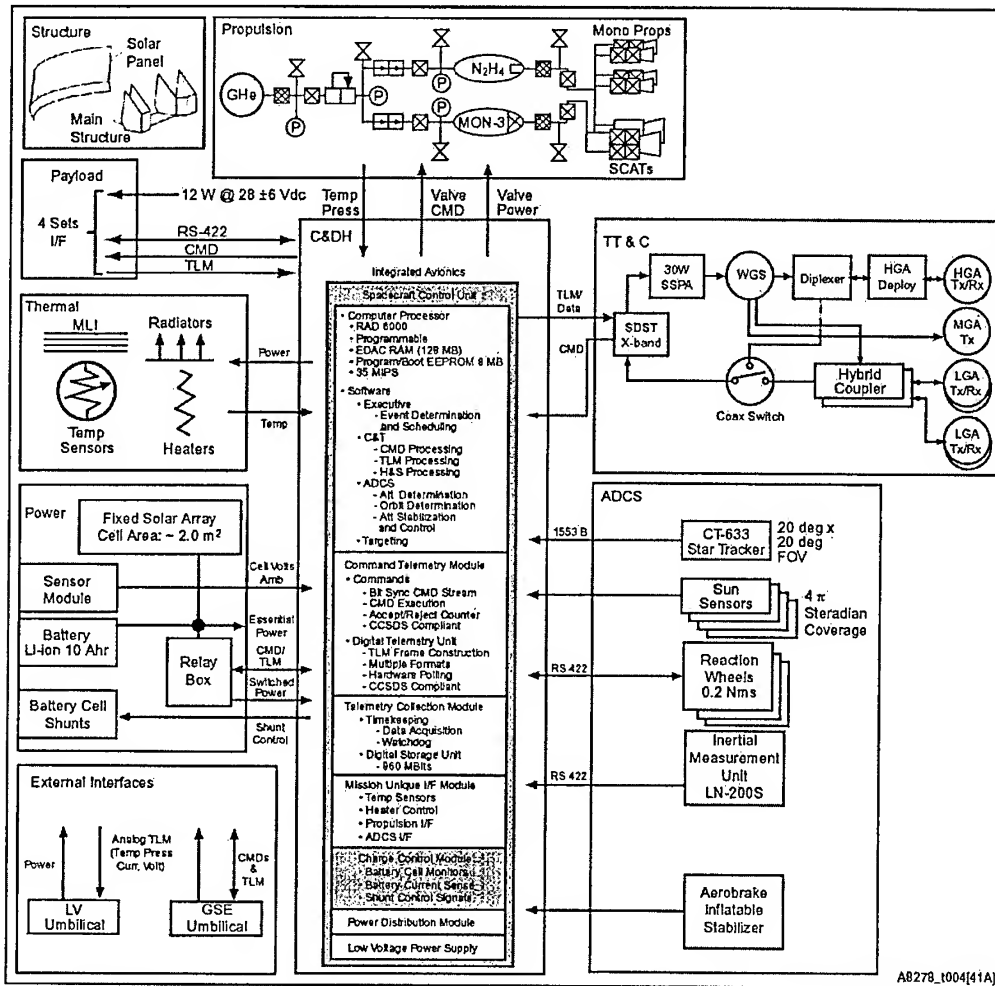 Structure
Solar
Panel
Main
Structure
Propulsion
GHe
P
P
P
P
N₂H₄
MON-3
Mono Props
SCATs
Payload
4 Sets
I/F
12 W @ 28 ±6 Vdc
RS-422
CMD
TLM
Temp
Press
Valve
CMD
Valve
Power
C&DH
Integrated Avionics
Spacecraft Control Unit
• Computer Processor
• RAD 6000
• Programmable
• EDAC RAM (128 MB)
• Program/Boot EEPROM 8 MB
• 35 MIPS
• Software
• Executive
- Event Determination
and Scheduling
• C&T
- CMD Processing
- TLM Processing
- H&S Processing
• ADCS
- Att. Determination
- Orbit Determination
- Att Stabilization
and Control
• Targeting
Command Telemetry Module
• Commands
- Bit Sync CMD Stream
- CMD Execution
- Accept/Reject Counter
- CCSDS Compliant
• Digital Telemetry Unit
- TLM Frame Construction
- Multiple Formats
- Hardware Polling
- CCSDS Compliant
Telemetry Collection Module
• Timekeeping
- Data Acquisition
- Watchdog
• Digital Storage Unit
- 960 MBits
Mission Unique I/F Module
• Temp Sensors
• Heater Control
• Propulsion I/F
• ADCS I/F
Charge Control Module
• Battery Cell Monitored
• Battery Current Sense
• Shunt Control Signals
Power Distribution Module
Low Voltage Power Supply
Thermal
MLI
Radiators
Temp
Sensors
Heaters
Power
Temp
Power
Fixed Solar Array
Cell Area: ~ 2.0 m²
Sensor
Module
Battery
Li-ion 10 Ahr
Relay
Box
Battery Cell
Shunts
Cell Volts
Amb
Essential
Power
CMD/
TLM
Switched
Power
Shunt
Control
External Interfaces
Power
Analog TLM
(Temp Press
Curr, Volt)
CMDs
&
TLM
LV
Umbilical
GSE
Umbilical
TT & C
TLM/
Data
CMD
SDST
X-band
30W
SSPA
WGS
Diplexer
HGA
Deploy
HGA
Tx/Rx
MGA
Tx
Coax Switch
Hybrid
Coupler
LGA
Tx/Rx
LGA
Tx/Rx
ADCS
1553 B
CT-633
Star Tracker
20 deg x
20 deg
FOV
Sun
Sensors
4 π
Steradian
Coverage
RS 422
Reaction
Wheels
0.2 Nms
RS 422
Inertial
Measurement
Unit
LN-200S
Aerobrake
Inflatable
Stabilizer
A8278_t004[41A]